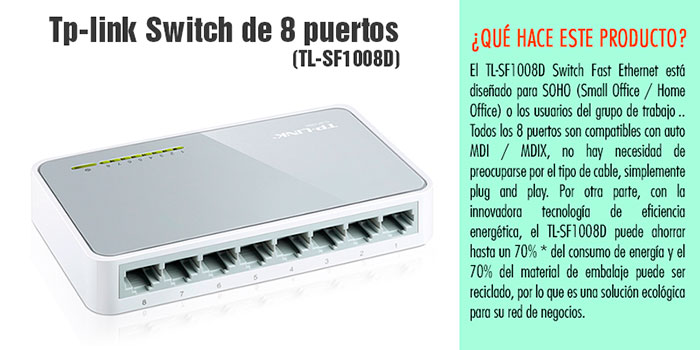 Tp-link Switch de 8 puertos
(TL-SF1008D)
TP-LINK
8 7 6 5 4 3 2 1
¿QUÉ HACE ESTE PRODUCTO?
El TL-SF1008D Switch Fast Ethernet está
diseñado para SOHO (Small Office / Home
Office) o los usuarios del grupo de trabajo ..
Todos los 8 puertos son compatibles con auto
MDI / MDIX, no hay necesidad de
preocuparse por el tipo de cable, simplemente
plug and play. Por otra parte, con la
innovadora tecnología de eficiencia
energética, el TL-SF1008D puede ahorrar
hasta un 70% * del consumo de energía y el
70% del material de embalaje puede ser
reciclado, por lo que es una solución ecológica
para su red de negocios.